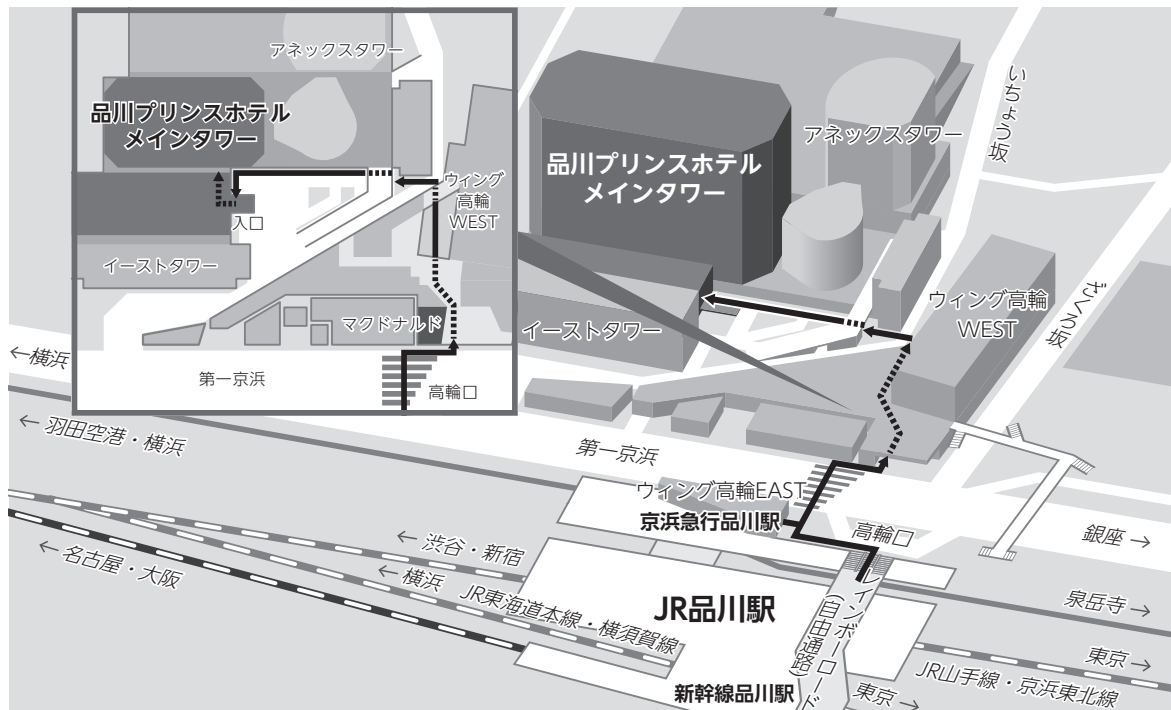 アネックスタワー
品川プリンスホテル
メインタワー
ウィング
高輪
WEST
入口
イーストタワー
マクドナルド
第一京浜
高輪口
いちょう坂
アネックスタワー
品川プリンスホテル
メインタワー
ウィング高輪
WEST
ざくろ坂
イーストタワー
←横浜
←羽田空港・横浜
第一京浜
ウィング高輪EAST
京浜急行品川駅
高輪口
銀座→
←渋谷・新宿
←名古屋・大阪
←横浜
JR東海道本線・横須賀線
JR品川駅
レインボーロード
(自由通路)
泉岳寺→
東京→
JR山手線・京浜東北線
新幹線品川駅
東京→